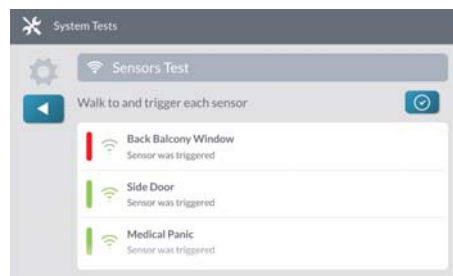 System Tests
Sensors Test
Walk to and trigger each sensor
Back Balcony Window
Sensor was triggered
Side Door
Sensor was triggered
Medical Panic
Sensor was triggered